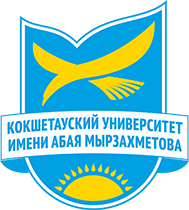 КОКШЕТАУСКИЙ УНИВЕРСИТЕТ
ИМЕНИ АБАЯ МЫРЗАХМЕТОВА